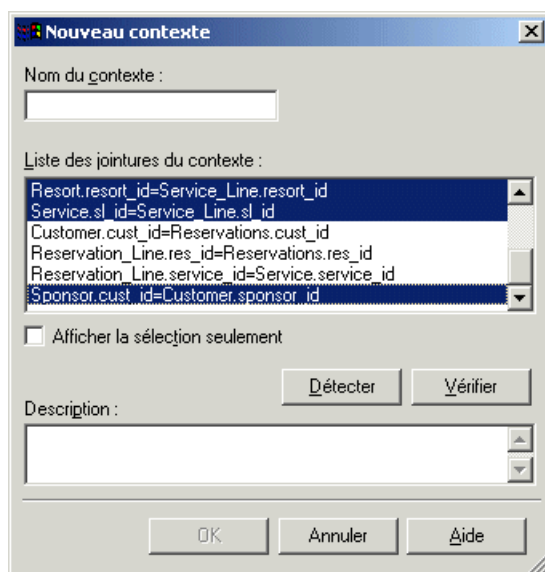 Nouveau contexte
Nom du contexte :
Liste des jointures du contexte :
Resort.resort_id=Service_Line.resort_id
Service.sl_id=Service_Line.sl_id
Customer.cust_id=Reservations.cust_id
Reservation_Line.res_id=Reservations.res_id
Reservation_Line.service_id=Service.service_id
Sponsor.cust_id=Customer.sponsor_id
Afficher la sélection seulement
Détecter Vérifier
Description :
OK Annuler Aide